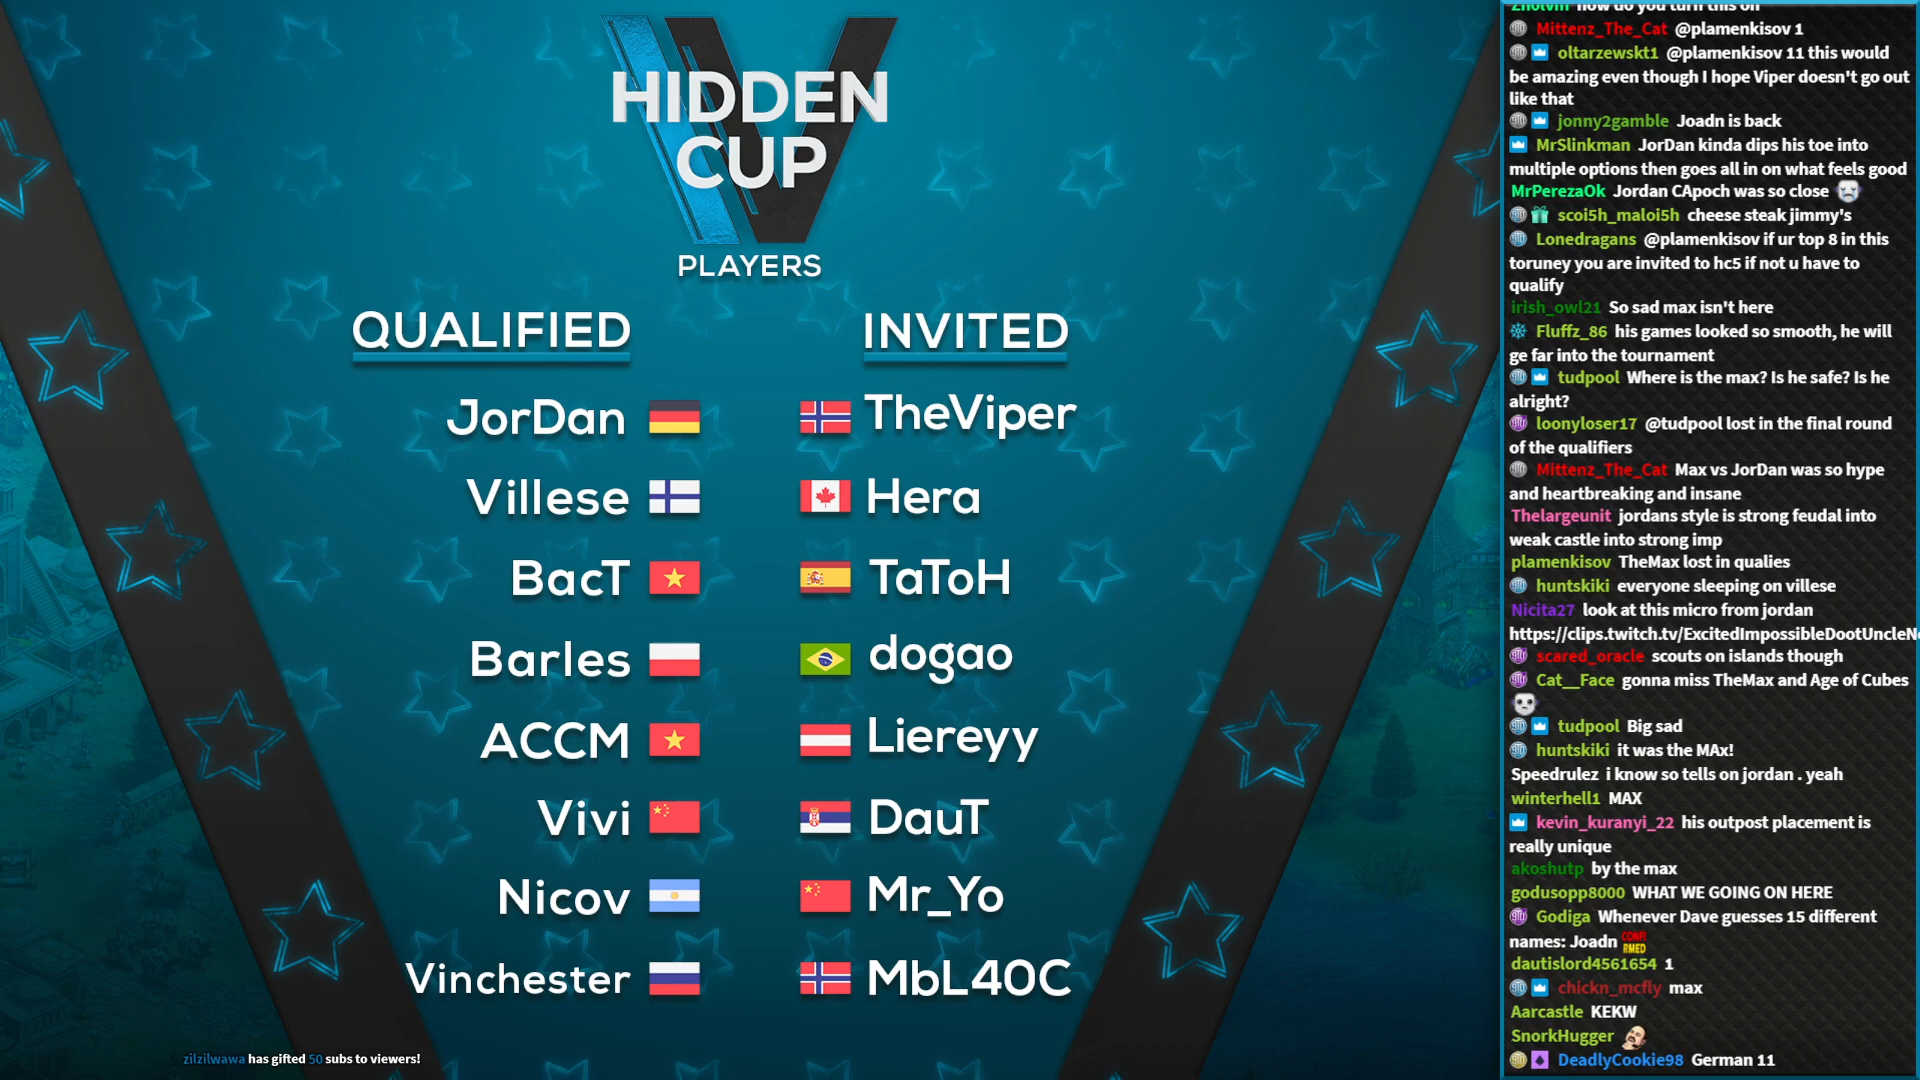 HIDDEN
CUP
PLAYERS
QUALIFIED
JorDan
Villese
BacT
Barles
ACCM
Vivi
Nicov
Vinchester
INVITED
TheViper
Hera
TaToH
dogao
Liereyy
DauT
Mr_Yo
MbL40C
zilzilwawa has gifted 50 subs to viewers!
how do you turn this on
Mittenz_The_Cat @plamenkisov 1
oltarzewskt1 @plamenkisov 11 this would
be amazing even though I hope Viper doesn't go out
like that
jonny2gamble Joadn is back
MrSlinkman JorDan kinda dips his toe into
multiple options then goes all in on what feels good
MrPerezaOk Jordan CApoch was so close
scoi5h_maloi5h cheese steak jimmy's
Lonedragans @plamenkisov if ur top 8 in this
toruney you are invited to hc5 if not u have to
qualify
irish_owl21 So sad max isn't here
Fluffz_86 his games looked so smooth, he will
ge far into the tournament
tudpool Where is the max? Is he safe? Is he
alright?
loonyloser17 @tudpool lost in the final round
of the qualifiers
Mittenz_The_Cat Max vs JorDan was so hype
and heartbreaking and insane
Thelargeunit jordans style is strong feudal into
weak castle into strong imp
plamenkisov TheMax lost in qualies
huntskiki everyone sleeping on villese
Nicita27 look at this micro from jordan
https://clips.twitch.tv/ExcitedImpossibleDootUncleN
scared_oracle scouts on islands though
Cat__Face gonna miss TheMax and Age of Cubes
tudpool Big sad
huntskiki it was the MAx!
Speedrulez i know so tells on jordan . yeah
winterhell1 MAX
kevin_kuranyi_22 his outpost placement is
really unique
akoshutp by the max
godusopp8000 WHAT WE GOING ON HERE
Godiga Whenever Dave guesses 15 different
names: Joadn CONFIRMED
dautislord4561654 1
chickn_mcfly max
Aarcastle KEKW
SnorkHugger
DeadlyCookie98 German 11